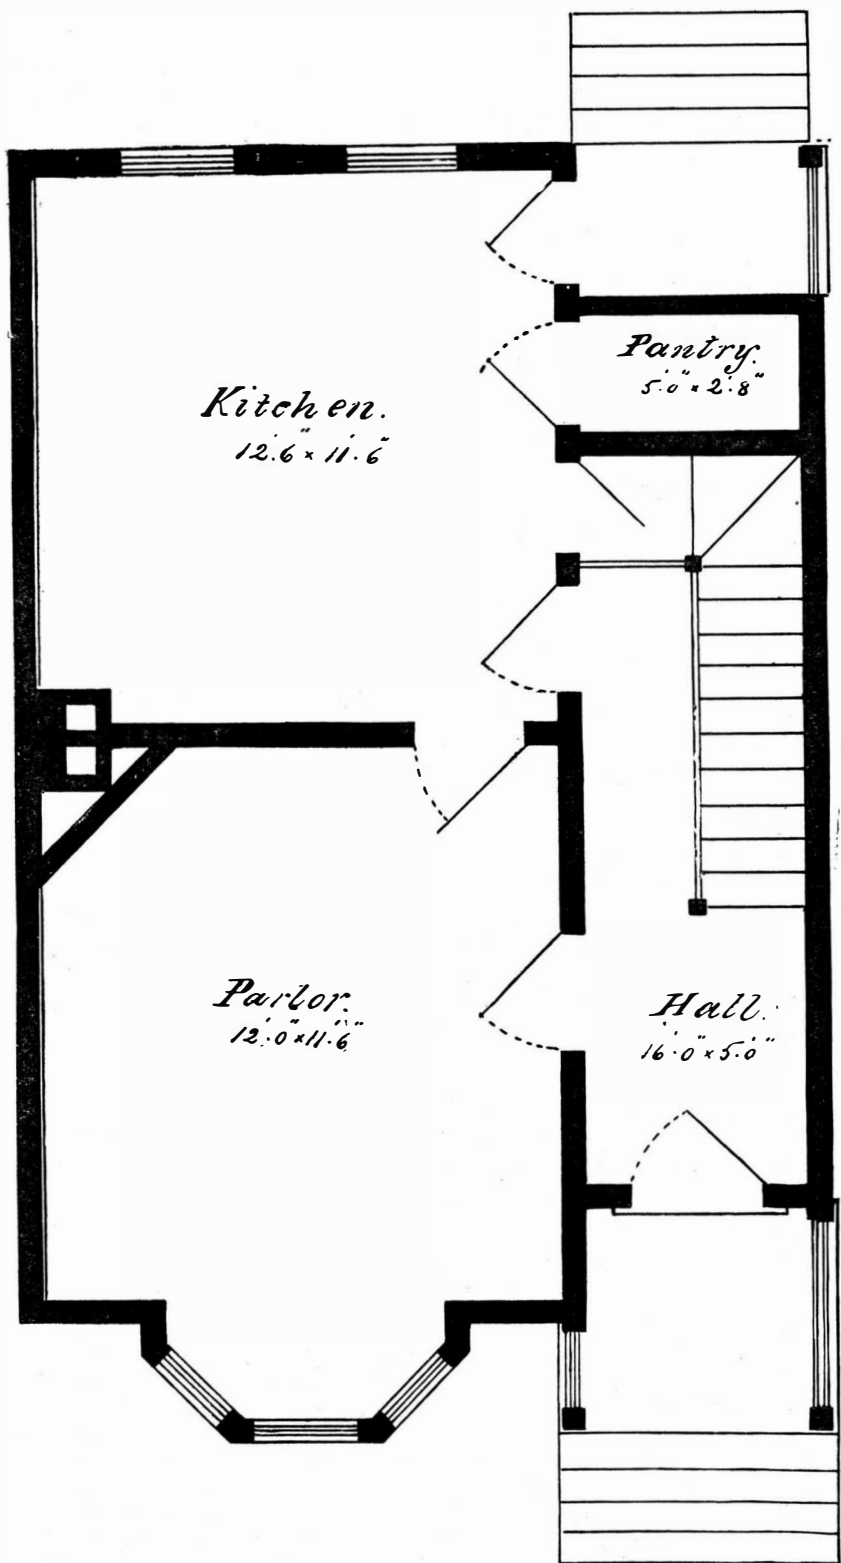 Pantry.
5'.0" × 2'.8"
Kitchen.
12'.6" × 11'.6"
Parlor.
12'.0" × 11'.6"
Hall.
16'.0" × 5'.0"